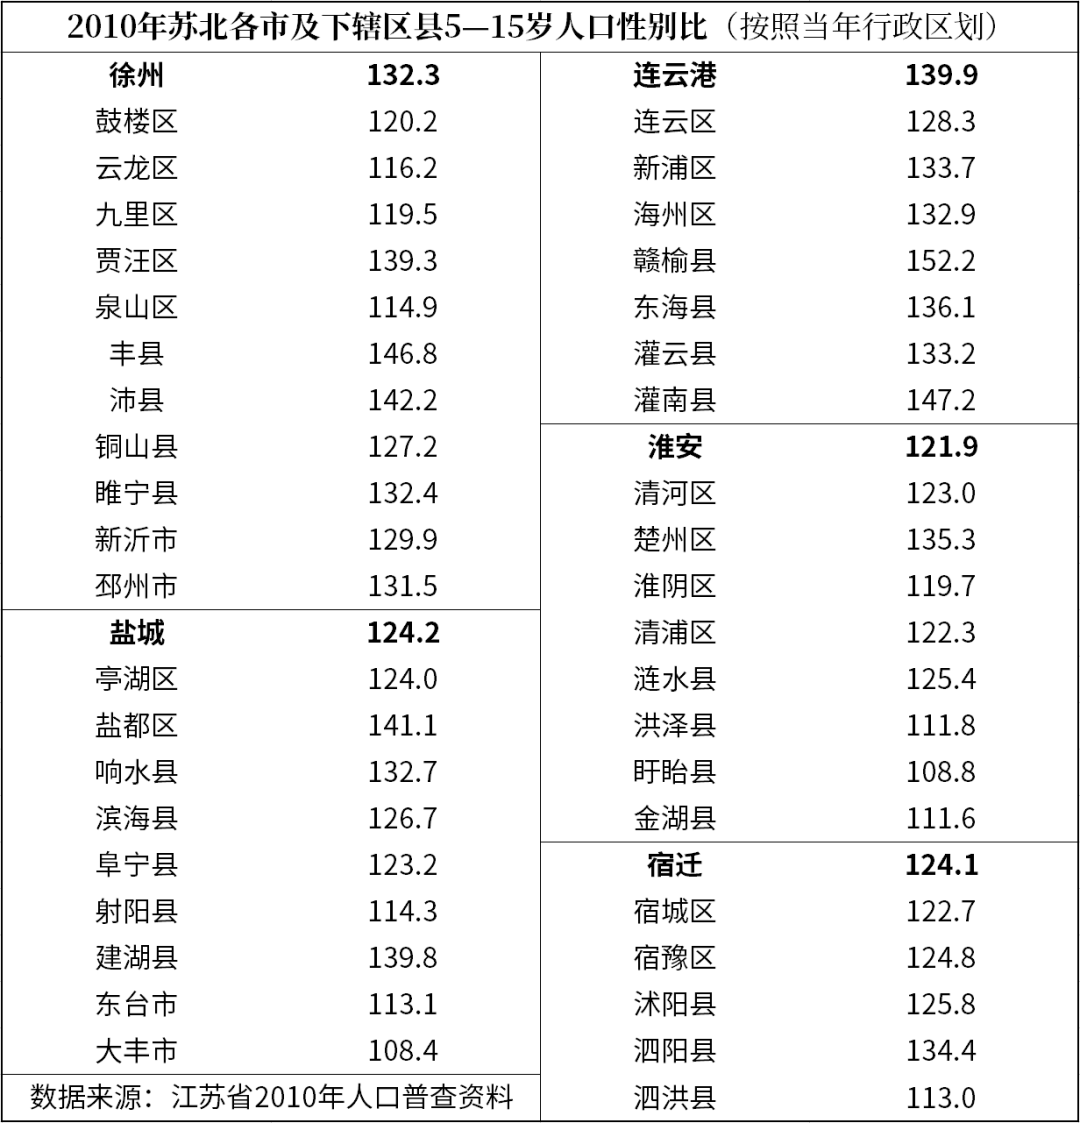 2010年苏北各市及下辖区县5—15岁人口性别比（按照当年行政区划）
徐州 132.3
鼓楼区 120.2
云龙区 116.2
九里区 119.5
贾汪区 139.3
泉山区 114.9
丰县 146.8
沛县 142.2
铜山县 127.2
睢宁县 132.4
新沂市 129.9
邳州市 131.5
盐城 124.2
亭湖区 124.0
盐都区 141.1
响水县 132.7
滨海县 126.7
阜宁县 123.2
射阳县 114.3
建湖县 139.8
东台市 113.1
大丰市 108.4
数据来源：江苏省2010年人口普查资料
连云港 139.9
连云区 128.3
新浦区 133.7
海州区 132.9
赣榆县 152.2
东海县 136.1
灌云县 133.2
灌南县 147.2
淮安 121.9
清河区 123.0
楚州区 135.3
淮阴区 119.7
清浦区 122.3
涟水县 125.4
洪泽县 111.8
盱眙县 108.8
金湖县 111.6
宿迁 124.1
宿城区 122.7
宿豫区 124.8
沭阳县 125.8
泗阳县 134.4
泗洪县 113.0